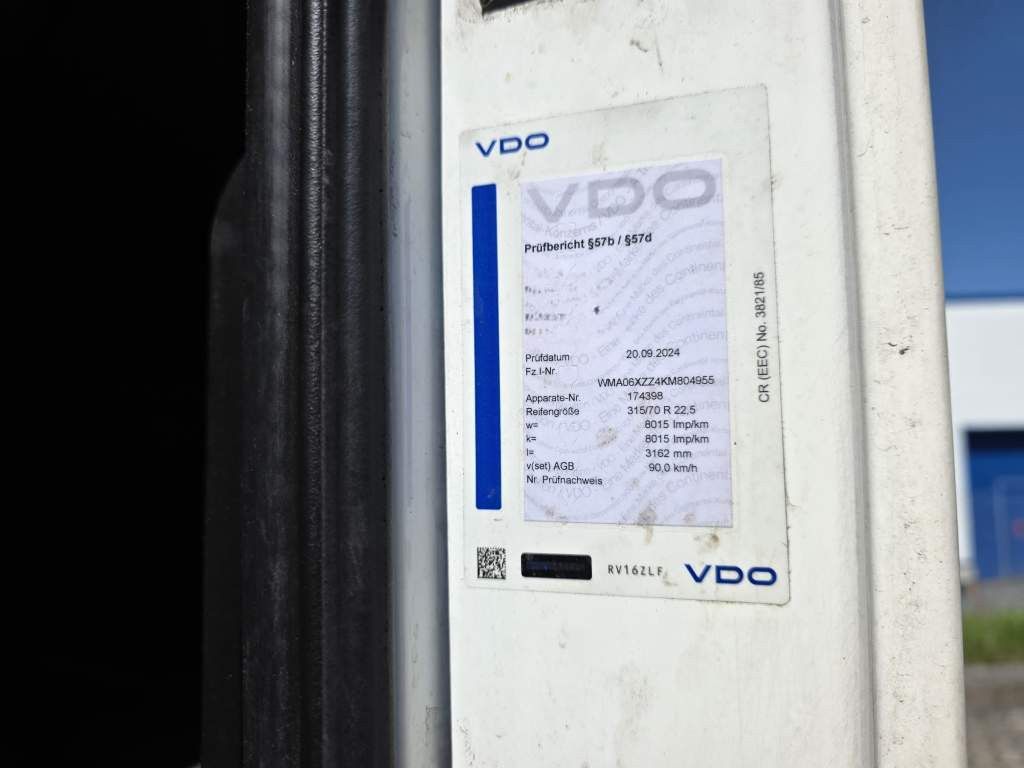 VDO
VDO
Prüfbericht §57b / §57d
Prüfdatum 20.09.2024
Fz.I-Nr.
WMA06XZZ4KM804955
Apparate-Nr. 174398
Reifengröße 315/70 R 22,5
w= 8015 Imp/km
k= 8015 Imp/km
l= 3162 mm
v(set) AGB 90,0 km/h
Nr. Prüfnachweis
CR (EEC) No. 3821/85
RV16ZLF
VDO